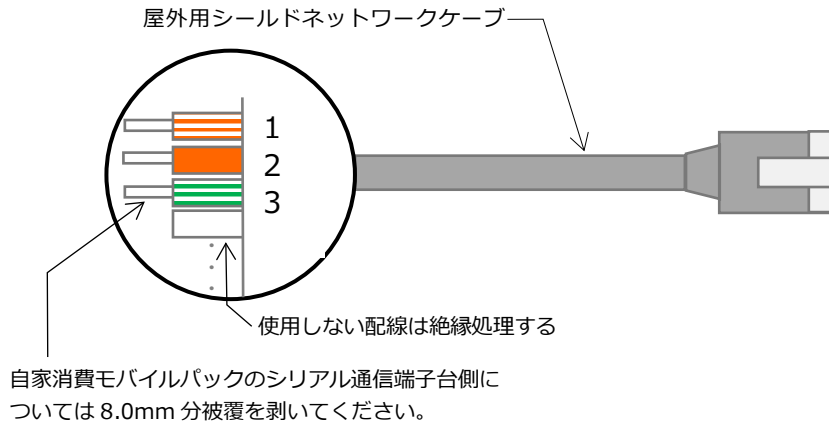 屋外用シールドネットワークケーブ
1
2
3
使用しない配線は絶縁処理する
自家消費モバイルパックのシリアル通信端子台側に
ついては 8.0mm 分被覆を剥いてください。